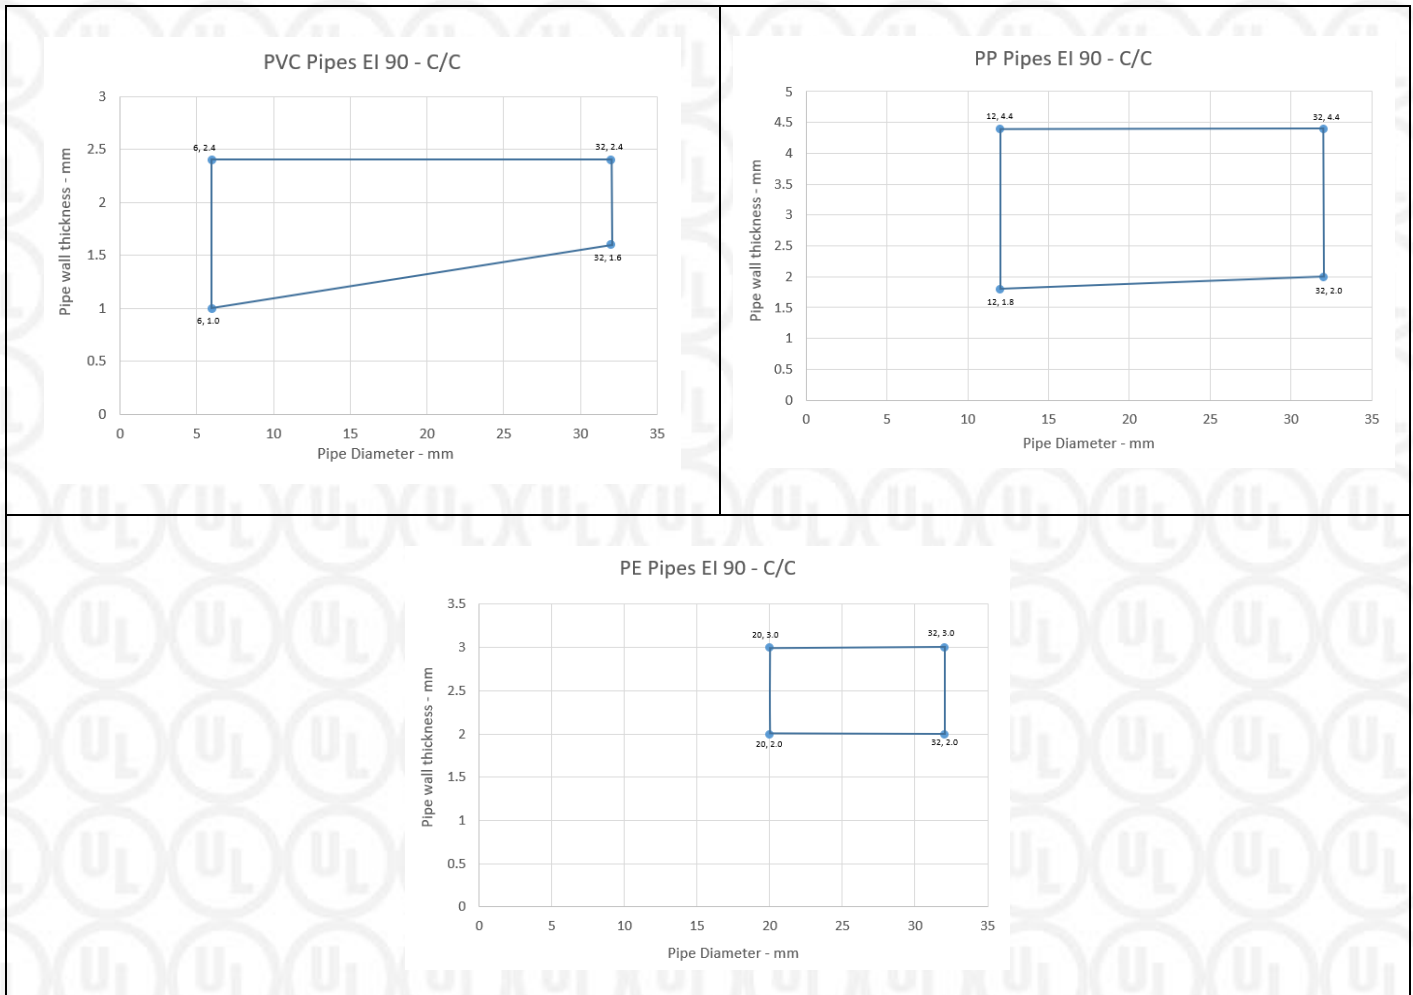 PVC Pipes EI 90 - C/C
3
2.5
2
1.5
1
0.5
0
Pipe wall thickness - mm
6, 2.4
32, 2.4
32, 1.6
6, 1.0
0 5 10 15 20 25 30 35
Pipe Diameter - mm
PP Pipes EI 90 - C/C
5
4.5
4
3.5
3
2.5
2
1.5
1
0.5
0
Pipe wall thickness - mm
12, 4.4
32, 4.4
12, 1.8
32, 2.0
0 5 10 15 20 25 30 35
Pipe Diameter - mm
PE Pipes EI 90 - C/C
3.5
3
2.5
2
1.5
1
0.5
0
Pipe wall thickness - mm
20, 3.0
32, 3.0
20, 2.0
32, 2.0
0 5 10 15 20 25 30 35
Pipe Diameter - mm
UL